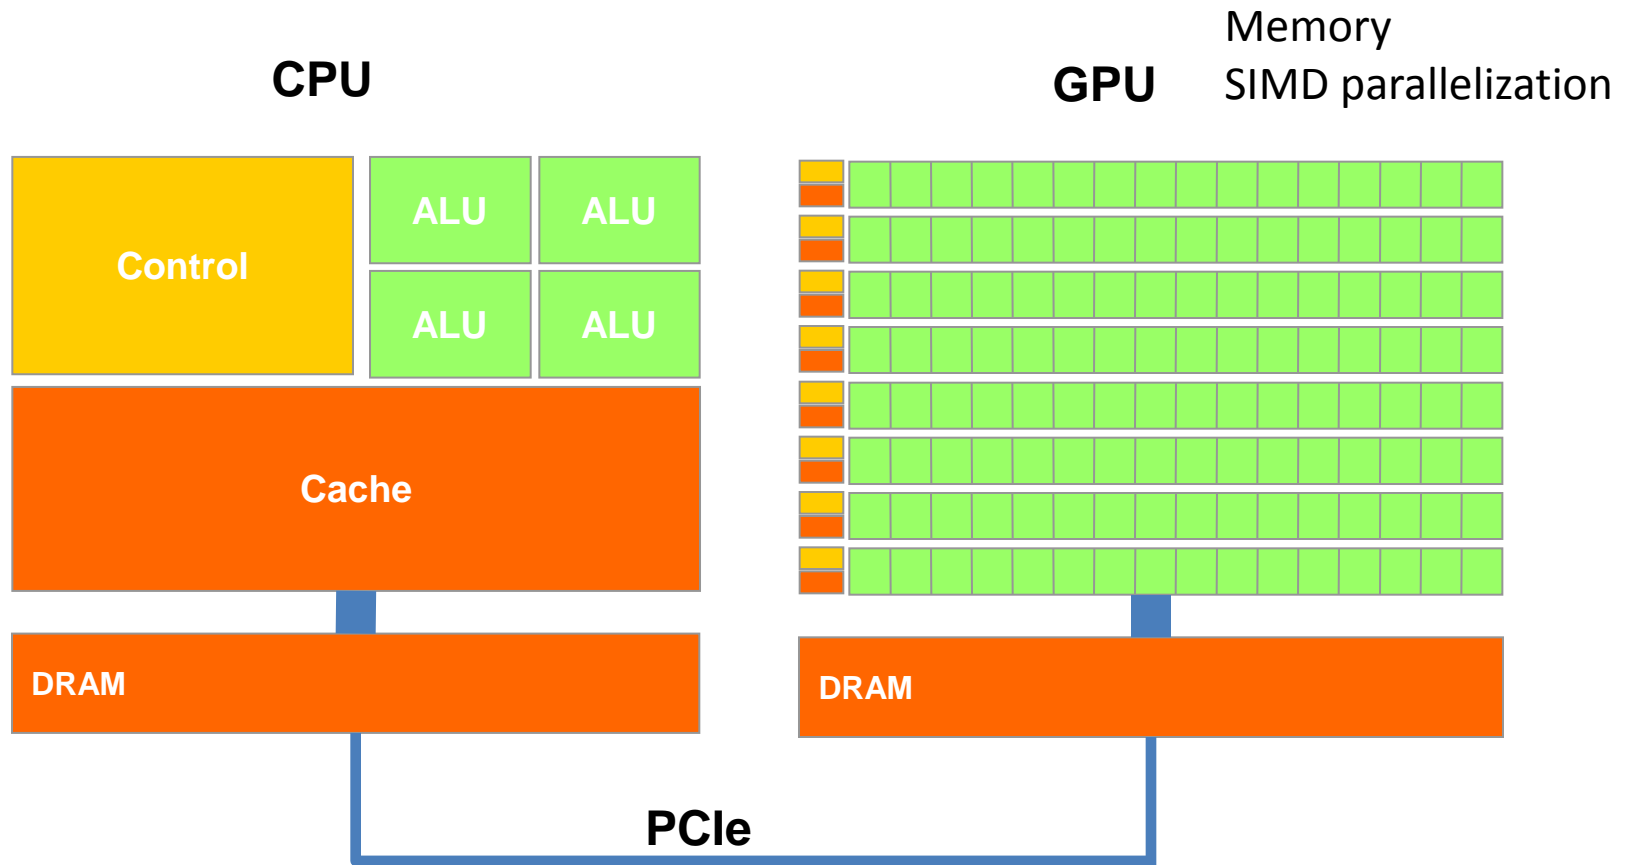 CPU
GPU
Memory
SIMD parallelization
Control
ALU
ALU
ALU
ALU
Cache
DRAM
DRAM
PCIe